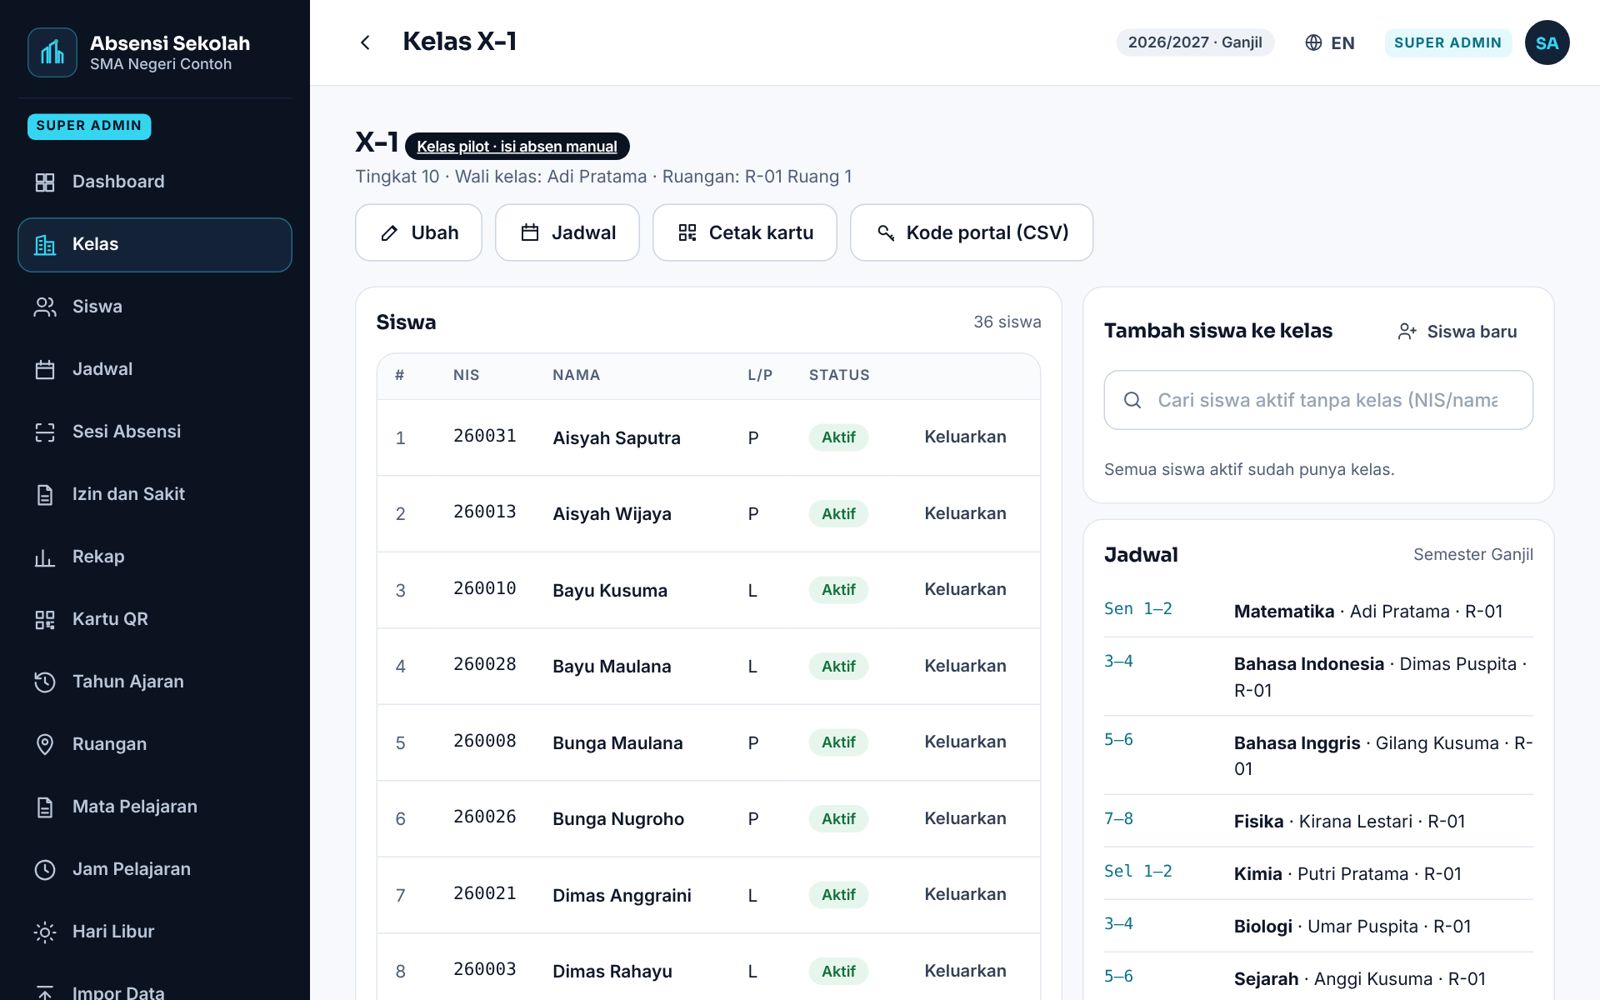 Absensi Sekolah
SMA Negeri Contoh
SUPER ADMIN
Dashboard
Kelas
Siswa
Jadwal
Sesi Absensi
Izin dan Sakit
Rekap
Kartu QR
Tahun Ajaran
Ruangan
Mata Pelajaran
Jam Pelajaran
Hari Libur
Impor Data
Kelas X-1
2026/2027 · Ganjil
EN
SUPER ADMIN
SA
X-1 Kelas pilot · isi absen manual
Tingkat 10 · Wali kelas: Adi Pratama · Ruangan: R-01 Ruang 1
Ubah
Jadwal
Cetak kartu
Kode portal (CSV)
Siswa 36 siswa
# NIS NAMA L/P STATUS
1 260031 Aisyah Saputra P Aktif Keluarkan
2 260013 Aisyah Wijaya P Aktif Keluarkan
3 260010 Bayu Kusuma L Aktif Keluarkan
4 260028 Bayu Maulana L Aktif Keluarkan
5 260008 Bunga Maulana P Aktif Keluarkan
6 260026 Bunga Nugroho P Aktif Keluarkan
7 260021 Dimas Anggraini L Aktif Keluarkan
8 260003 Dimas Rahayu L Aktif Keluarkan
Tambah siswa ke kelas
Siswa baru
Cari siswa aktif tanpa kelas (NIS/nama
Semua siswa aktif sudah punya kelas.
Jadwal Semester Ganjil
Sen 1–2 Matematika · Adi Pratama · R-01
3–4 Bahasa Indonesia · Dimas Puspita ·
R-01
5–6 Bahasa Inggris · Gilang Kusuma · R-
01
7–8 Fisika · Kirana Lestari · R-01
Sel 1–2 Kimia · Putri Pratama · R-01
3–4 Biologi · Umar Puspita · R-01
5–6 Sejarah · Anggi Kusuma · R-01